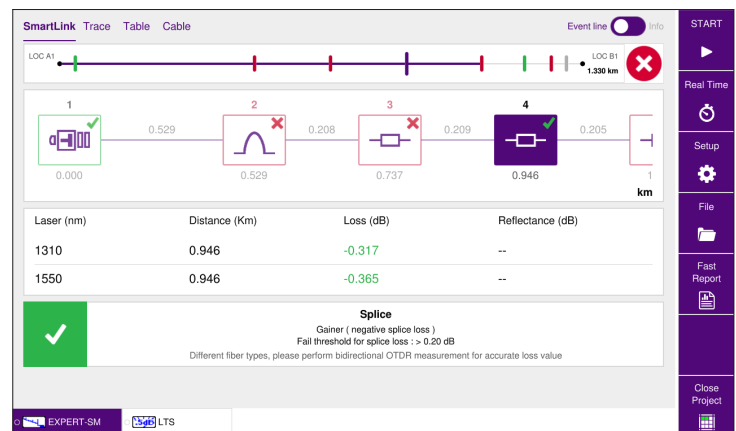 SmartLink Trace Table Cable Event line Info
LOC A1 LOC B1
1.330 km
1 2 3 4
0.529 0.208 0.209 0.205
0.000 0.529 0.737 0.946 1
km
Laser (nm) Distance (Km) Loss (dB) Reflectance (dB)
1310 0.946 -0.317 --
1550 0.946 -0.365 --
Splice
Gainer ( negative splice loss )
Fail threshold for splice loss : > 0.20 dB
Different fiber types, please perform bidirectional OTDR measurement for accurate loss value
EXPERT-SM LTS
START
Real Time
Setup
File
Fast
Report
Close
Project